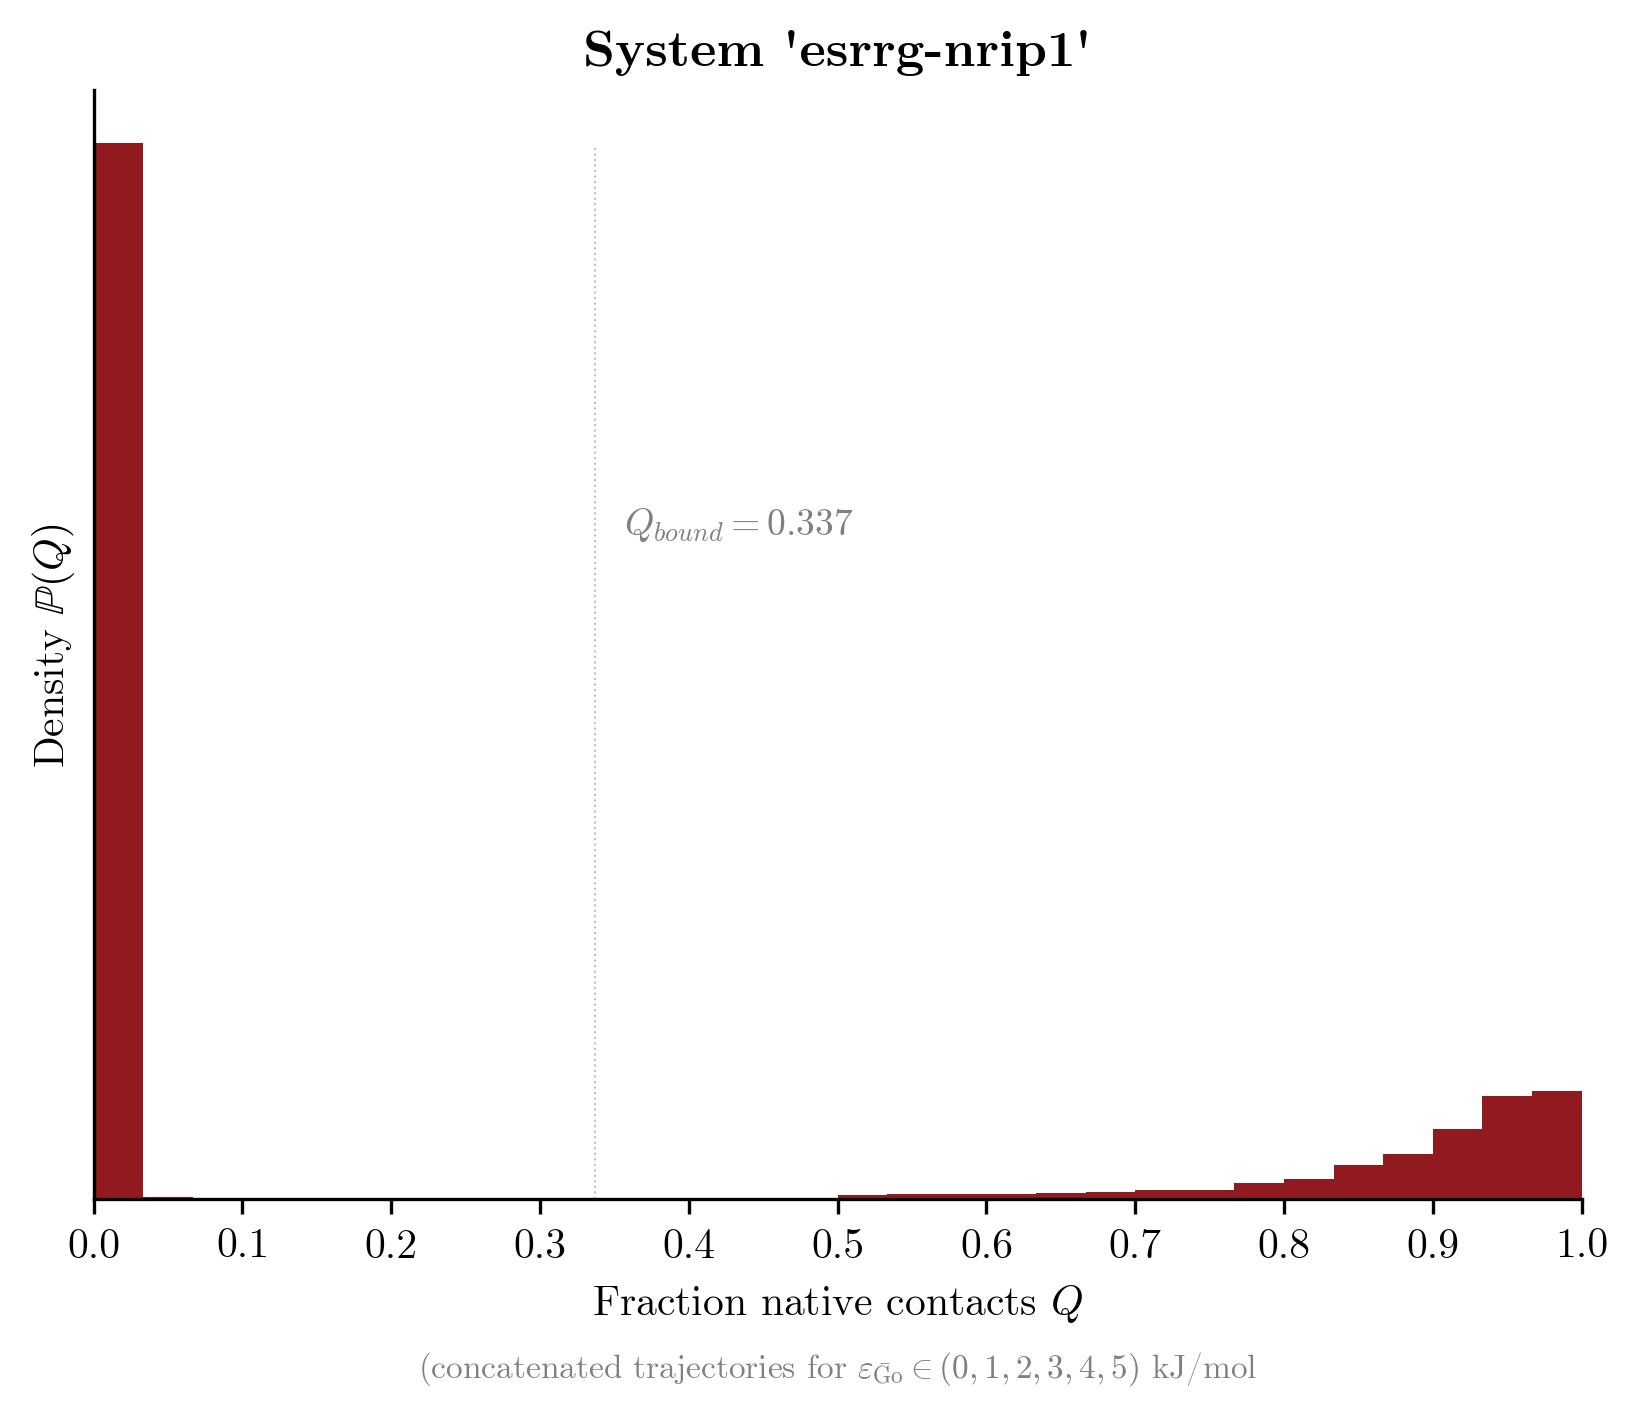 System 'esrrg-nrip1'
Density ℙ(Q)
Q_bound = 0.337
0.0 0.1 0.2 0.3 0.4 0.5 0.6 0.7 0.8 0.9 1.0
Fraction native contacts Q
(concatenated trajectories for ε_Ḡo ∈ (0, 1, 2, 3, 4, 5) kJ/mol